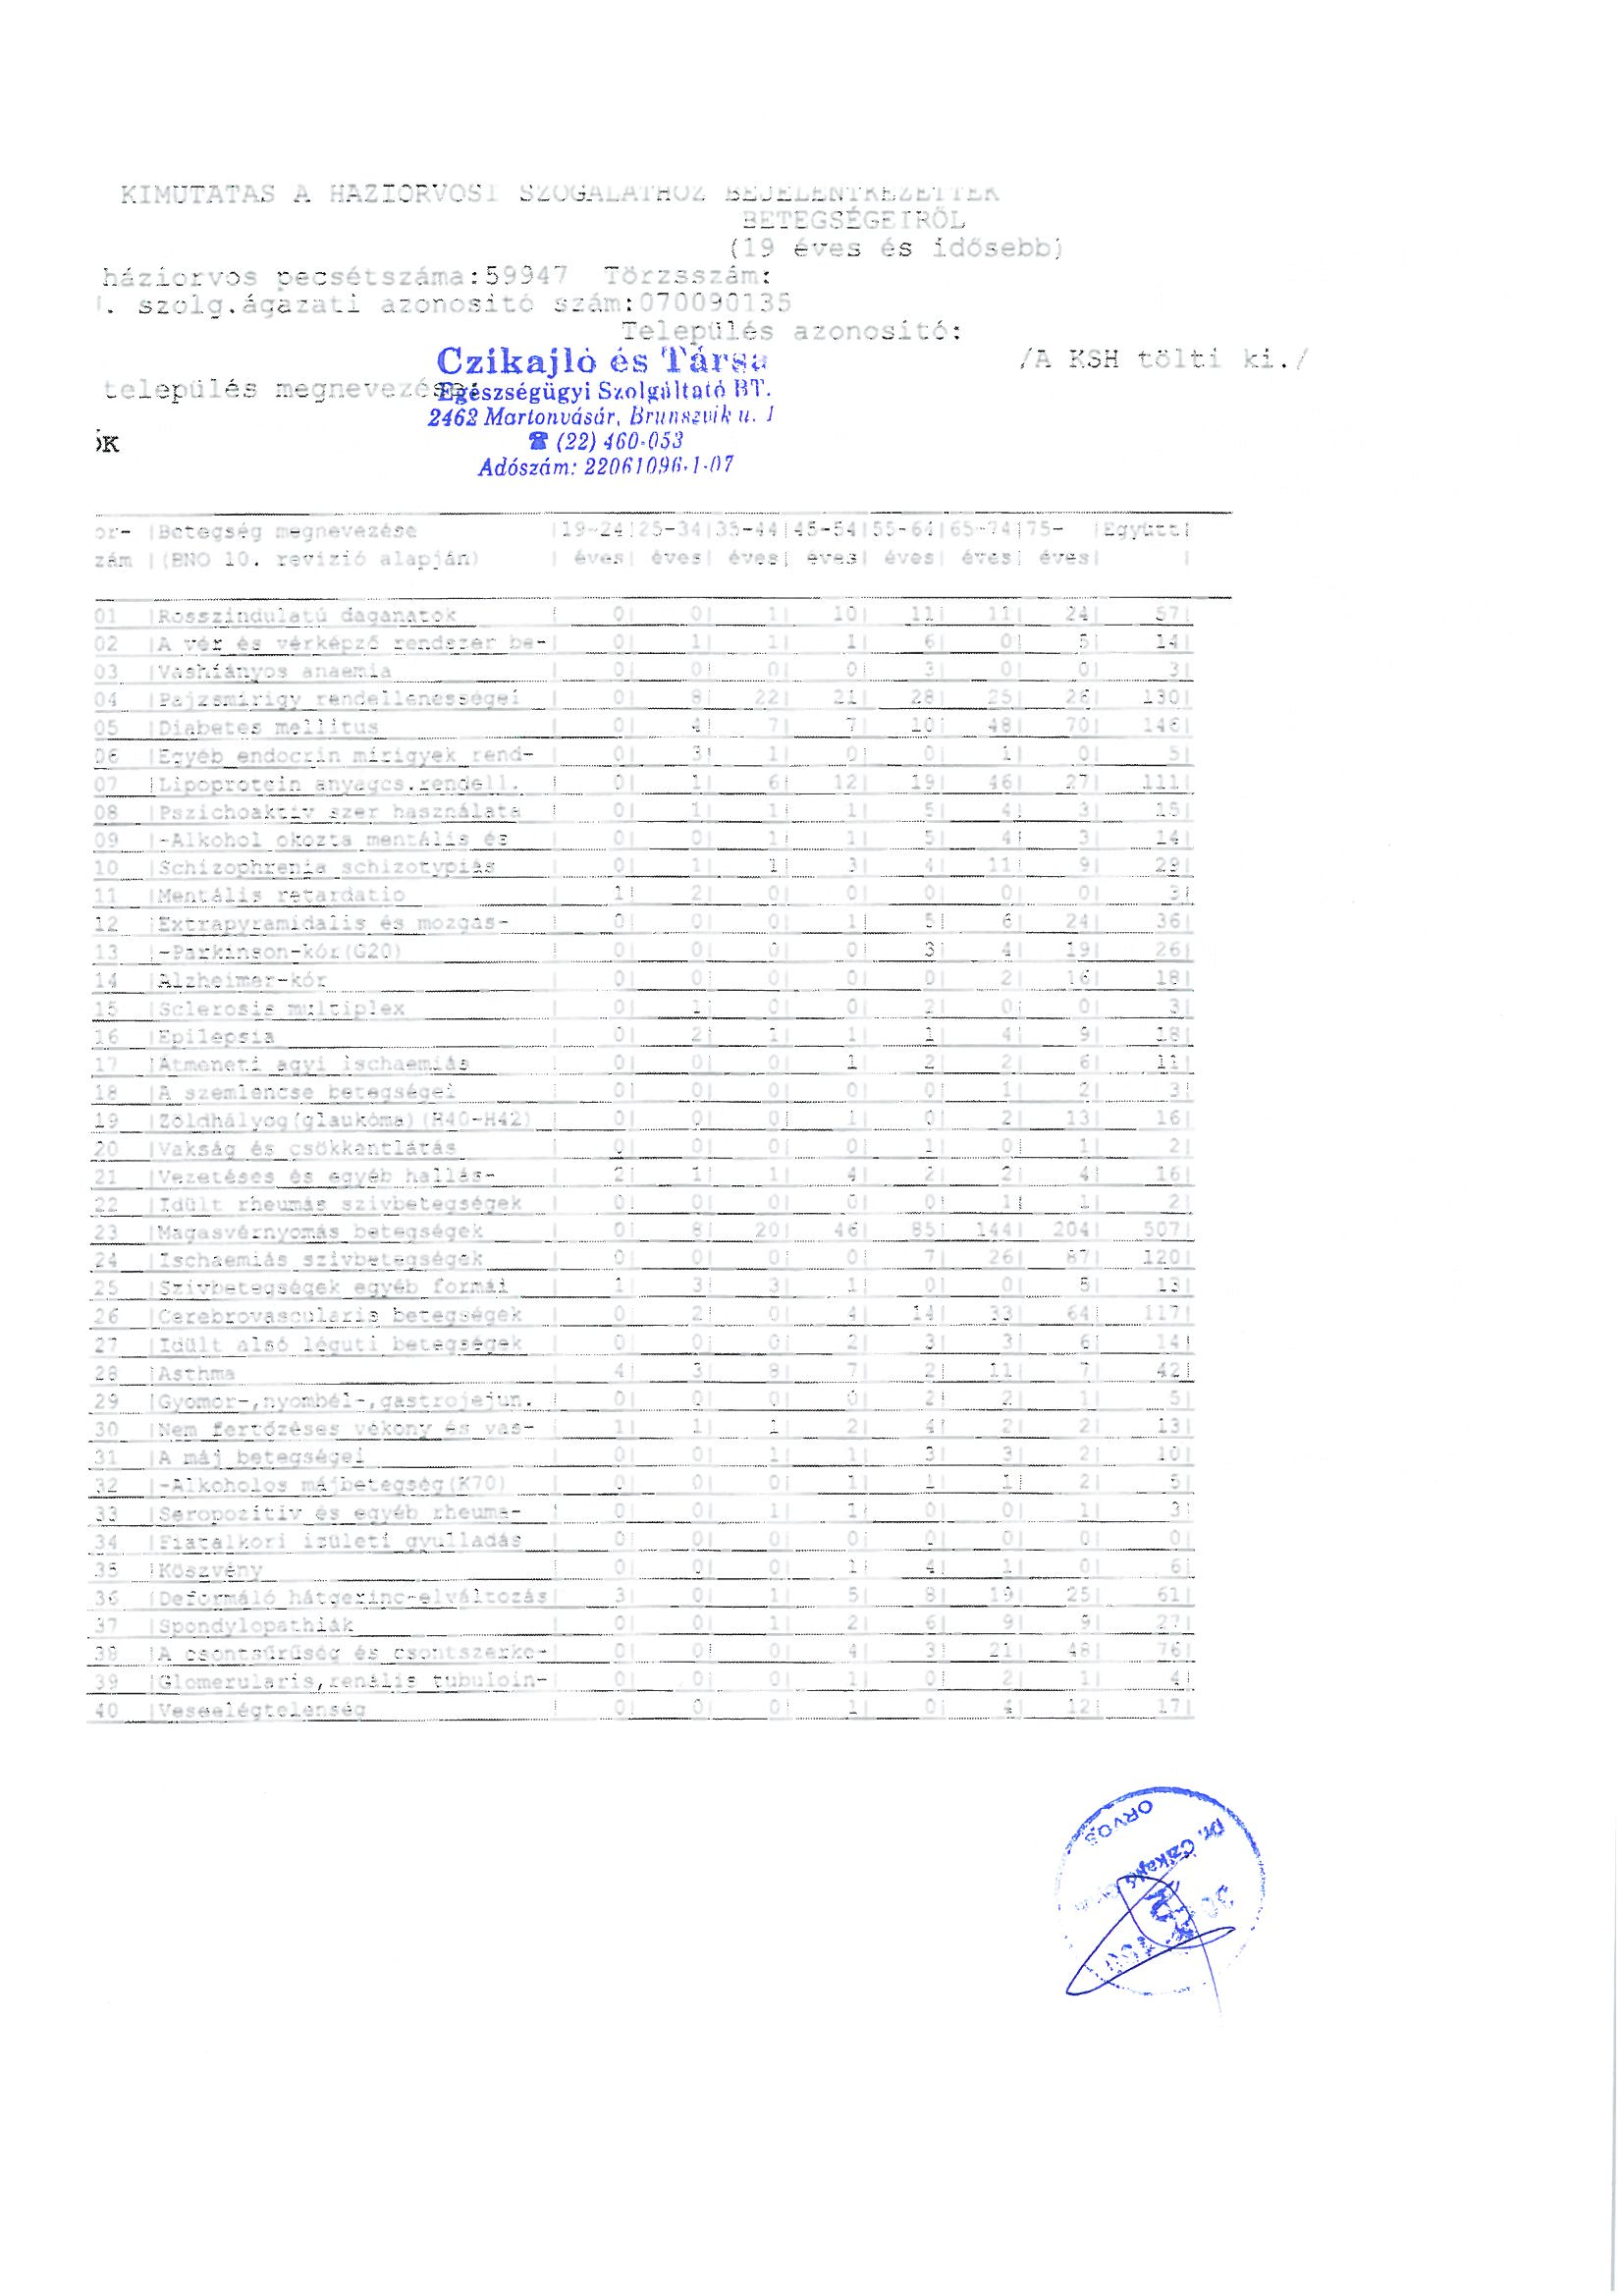 KIMUTATAS A HAZIORVOSI SZOGALATHOZ BEJELENTKEZETTEK
BETEGSÉGEIRŐL
(19 éves és idősebb)
háziorvos pecsétszáma:59947 Törzsszám:
. szolg.ágazati azonosító szám:070090135
Település azonosító:
Czikajló és Társa
/A KSH tölti ki./
település megnevezése:
Egészségügyi Szolgáltató BT.
2462 Martonvásár, Brunszvik u. 1
☎ (22) 460-053
ŐK
Adószám: 22061096-1-07
or- |Betegség megnevezése |19-24|25-34|35-44|45-54|55-64|65-74|75- |Együtt|
zám |(BNO 10. revizió alapján) | éves| éves| éves| éves| éves| éves| éves| |
01 |Rosszindulatú daganatok | 0| 0| 1| 10| 11| 11| 24| 57|
02 |A vér és vérképző rendszer be-| 0| 1| 1| 1| 6| 0| 5| 14|
03 |Vashiányos anaemia | 0| 0| 0| 0| 3| 0| 0| 3|
04 |Pajzsmirigy rendellenességei | 0| 8| 22| 21| 28| 25| 26| 130|
05 |Diabetes mellitus | 0| 4| 7| 7| 10| 48| 70| 146|
06 |Egyéb endocrin mirigyek rend- | 0| 3| 1| 0| 0| 1| 0| 5|
07 |Lipoprotein anyagcs.rendell. | 0| 1| 6| 12| 19| 46| 27| 111|
08 |Pszichoaktiv szer használata | 0| 1| 1| 1| 5| 4| 3| 15|
09 |-Alkohol okozta mentális és | 0| 0| 1| 1| 5| 4| 3| 14|
10 |Schizophrenia schizotypiás | 0| 1| 1| 3| 4| 11| 9| 29|
11 |Mentális retardatio | 1| 2| 0| 0| 0| 0| 0| 3|
12 |Extrapyramidalis és mozgás- | 0| 0| 0| 1| 5| 6| 24| 36|
13 |-Parkinson-kór(G20) | 0| 0| 0| 0| 3| 4| 19| 26|
14 |Alzheimer-kór | 0| 0| 0| 0| 0| 2| 16| 18|
15 |Sclerosis multiplex | 0| 1| 0| 0| 2| 0| 0| 3|
16 |Epilepsia | 0| 2| 1| 1| 1| 4| 9| 18|
17 |Átmeneti agyi ischaemiás | 0| 0| 0| 1| 2| 2| 6| 11|
18 |A szemlencse betegségei | 0| 0| 0| 0| 0| 1| 2| 3|
19 |Zöldhályog(glaukóma)(H40-H42) | 0| 0| 0| 1| 0| 2| 13| 16|
20 |Vakság és csökkentlátás | 0| 0| 0| 0| 1| 0| 1| 2|
21 |Vezetéses és egyéb hallás- | 2| 1| 1| 4| 2| 2| 4| 16|
22 |Idült rheumás szivbetegségek | 0| 0| 0| 0| 0| 1| 1| 2|
23 |Magasvérnyomás betegségek | 0| 8| 20| 46| 85| 144| 204| 507|
24 |Ischaemiás szivbetegségek | 0| 0| 0| 0| 7| 26| 87| 120|
25 |Szivbetegségek egyéb formái | 1| 3| 3| 1| 0| 0| 5| 13|
26 |Cerebrovascularis betegségek | 0| 2| 0| 4| 14| 33| 64| 117|
27 |Idült alsó léguti betegségek | 0| 0| 0| 2| 3| 3| 6| 14|
28 |Asthma | 4| 3| 8| 7| 2| 11| 7| 42|
29 |Gyomor-,nyombél-,gastrojejun. | 0| 0| 0| 0| 2| 2| 1| 5|
30 |Nem fertőzéses vékony és vas- | 1| 1| 1| 2| 4| 2| 2| 13|
31 |A máj betegségei | 0| 0| 1| 1| 3| 3| 2| 10|
32 |-Alkoholos májbetegség(K70) | 0| 0| 0| 1| 1| 1| 2| 5|
33 |Seropozitiv és egyéb rheuma- | 0| 0| 1| 1| 0| 0| 1| 3|
34 |Fiatalkori izületi gyulladás | 0| 0| 0| 0| 0| 0| 0| 0|
35 |Köszvény | 0| 0| 0| 1| 4| 1| 0| 6|
36 |Deformáló hátgerinc-elváltozás| 3| 0| 1| 5| 8| 19| 25| 61|
37 |Spondylopathiák | 0| 0| 1| 2| 6| 9| 9| 27|
38 |A csontsűrűség és csontszerke-| 0| 0| 0| 4| 3| 21| 48| 76|
39 |Glomerularis,renális tubuloin-| 0| 0| 0| 1| 0| 2| 1| 4|
40 |Veseelégtelenség | 0| 0| 0| 1| 0| 4| 12| 17|
ORVOS
Dr. Czikajló